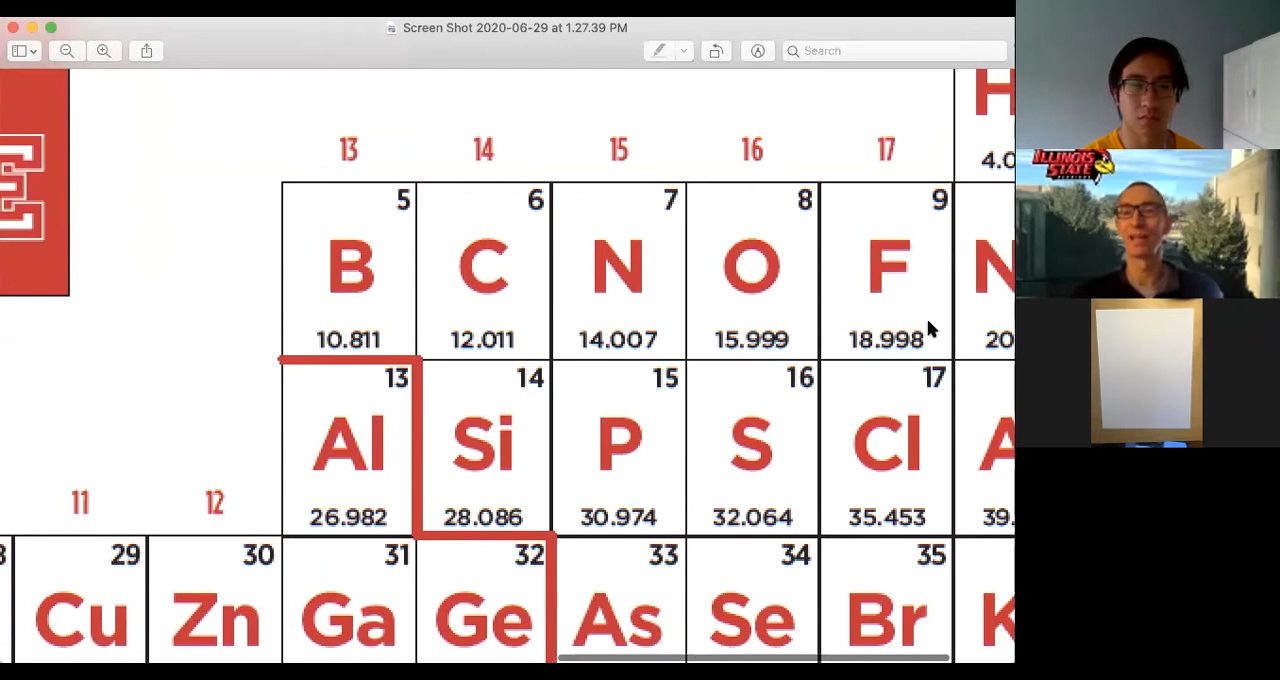 Screen Shot 2020-06-29 at 1.27.39 PM
Search
H
4.0
13 14 15 16 17
5 6 7 8 9
B C N O F N
10.811 12.011 14.007 15.999 18.998 20
13 14 15 16 17
Al Si P S Cl A
11 12
26.982 28.086 30.974 32.064 35.453 39.
8 29 30 31 32 33 34 35
Cu Zn Ga Ge As Se Br K
E
ILLINOIS STATE